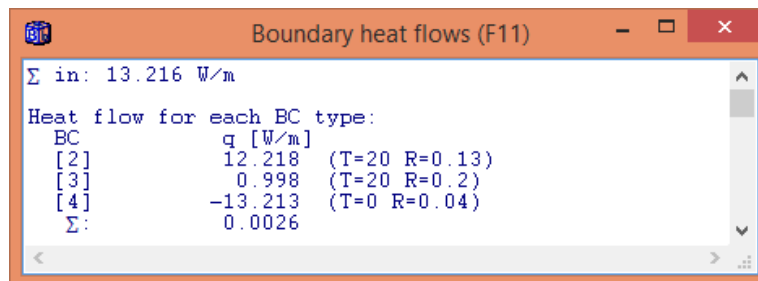 Boundary heat flows (F11)
Σ in: 13.216 W/m
Heat flow for each BC type:
BC q [W/m]
[2] 12.218 (T=20 R=0.13)
[3] 0.998 (T=20 R=0.2)
[4] −13.213 (T=0 R=0.04)
Σ: 0.0026